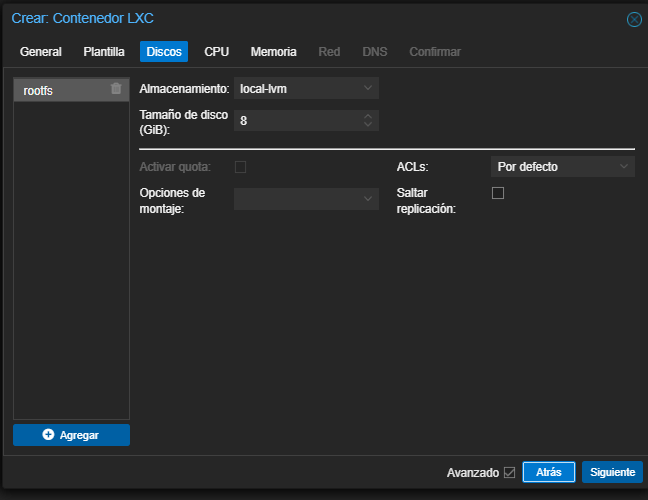 Crear: Contenedor LXC
General Plantilla Discos CPU Memoria Red DNS Confirmar
rootfs
Almacenamiento: local-lvm
Tamaño de disco
(GiB): 8
Activar quota: ACLs: Por defecto
Opciones de
montaje:
Saltar
replicación:
Agregar
Avanzado Atrás Siguiente